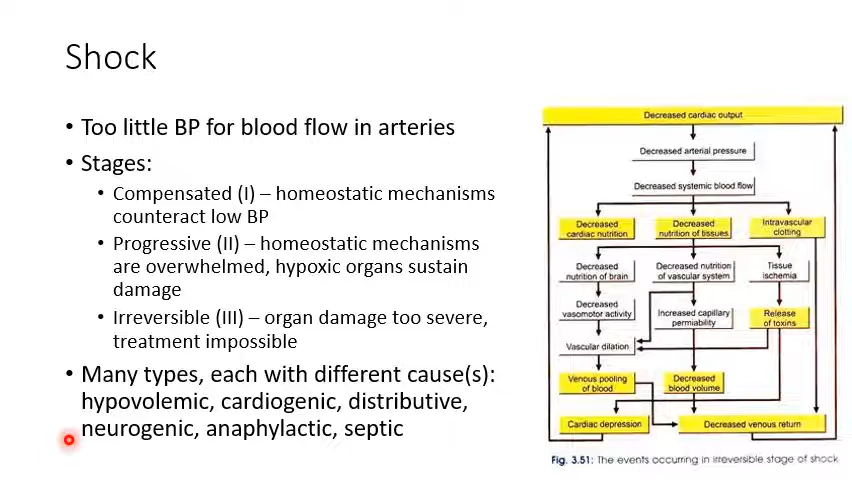 Shock
• Too little BP for blood flow in arteries
• Stages:
• Compensated (I) – homeostatic mechanisms
counteract low BP
• Progressive (II) – homeostatic mechanisms
are overwhelmed, hypoxic organs sustain
damage
• Irreversible (III) – organ damage too severe,
treatment impossible
• Many types, each with different cause(s):
hypovolemic, cardiogenic, distributive,
neurogenic, anaphylactic, septic
Decreased cardiac output
Decreased arterial pressure
Decreased systemic blood flow
Decreased
cardiac nutrition
Decreased
nutrition of tissues
Intravascular
clotting
Decreased
nutrition of brain
Decreased nutrition
of vascular system
Tissue
ischemia
Decreased
vasomotor activity
Increased capillary
permiability
Release
of toxins
Vascular dilation
Venous pooling
of blood
Decreased
blood volume
Cardiac depression
Decreased venous return
Fig. 3.51: The events occurring in irreversible stage of shock